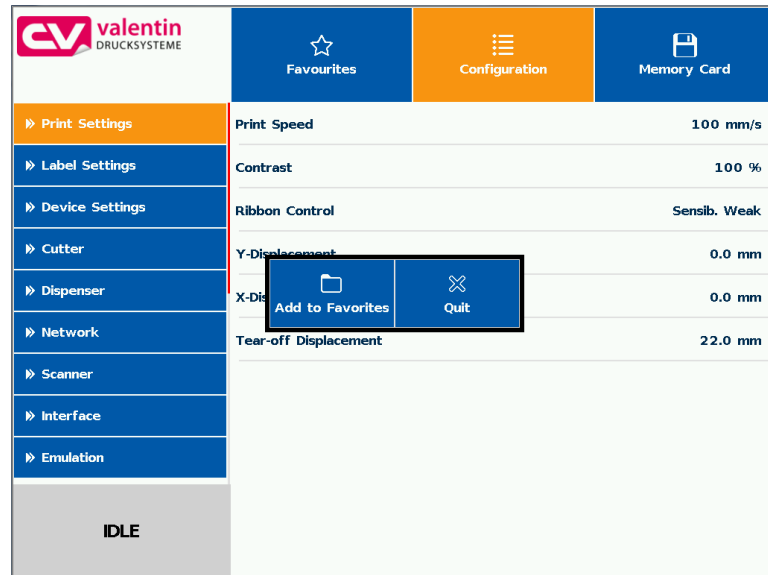 valentin
DRUCKSYSTEME
Favourites
Configuration
Memory Card
Print Settings
Label Settings
Device Settings
Cutter
Dispenser
Network
Scanner
Interface
Emulation
IDLE
Print Speed 100 mm/s
Contrast 100 %
Ribbon Control Sensib. Weak
Y-Displacement 0.0 mm
X-Dis 0.0 mm
Tear-off Displacement 22.0 mm
Add to Favorites
Quit